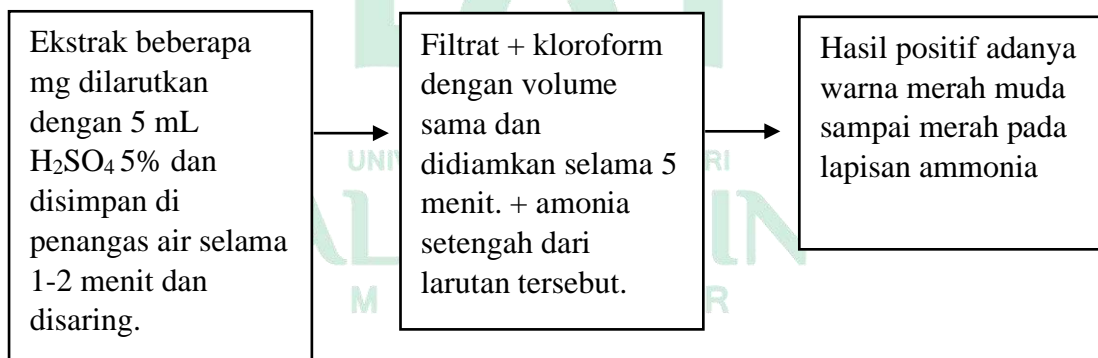 Ekstrak beberapa
mg dilarutkan
dengan 5 mL
H₂SO₄ 5% dan
disimpan di
penangas air selama
1-2 menit dan
disaring.
Filtrat + kloroform
dengan volume
sama dan
didiamkan selama 5
menit. + amonia
setengah dari
larutan tersebut.
Hasil positif adanya
warna merah muda
sampai merah pada
lapisan ammonia